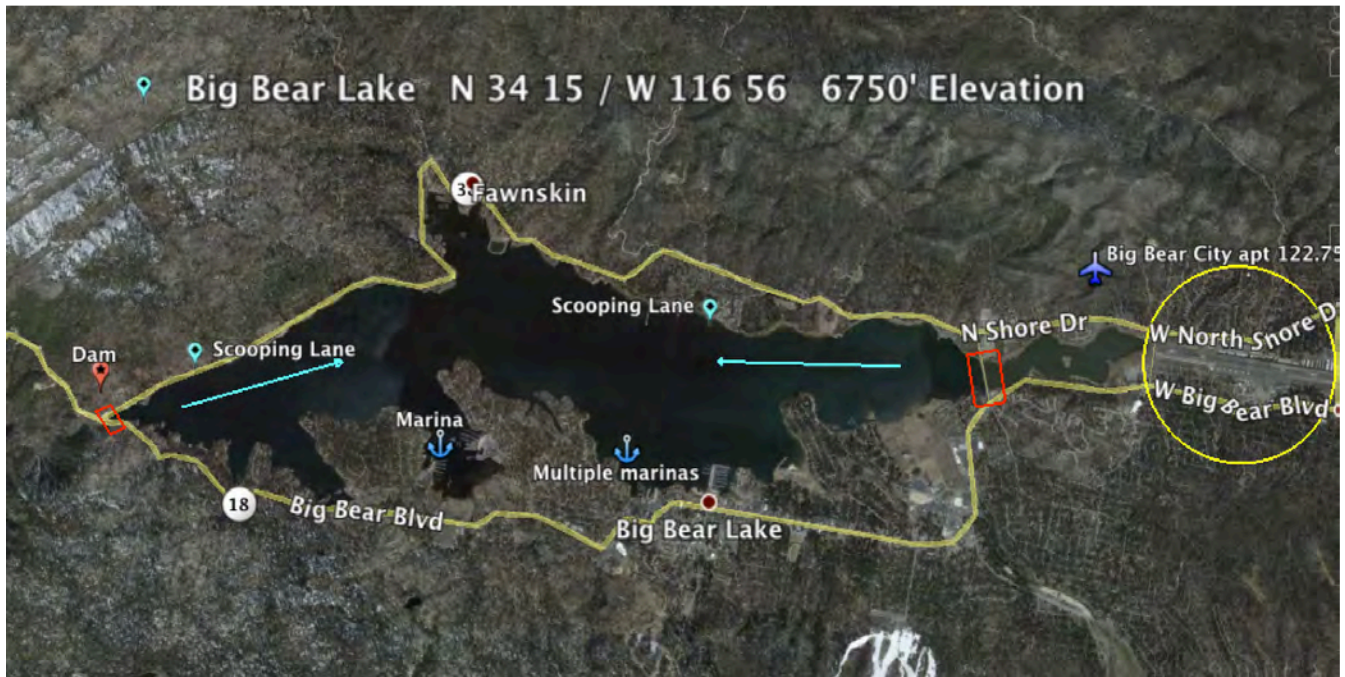 Big Bear Lake N 34 15 / W 116 56 6750' Elevation
3
Fawnskin
Big Bear City apt 122.75
Scooping Lane
N Shore Dr
W North Shore D
Scooping Lane
Dam
W Big Bear Blvd
Marina
Multiple marinas
18
Big Bear Blvd
Big Bear Lake